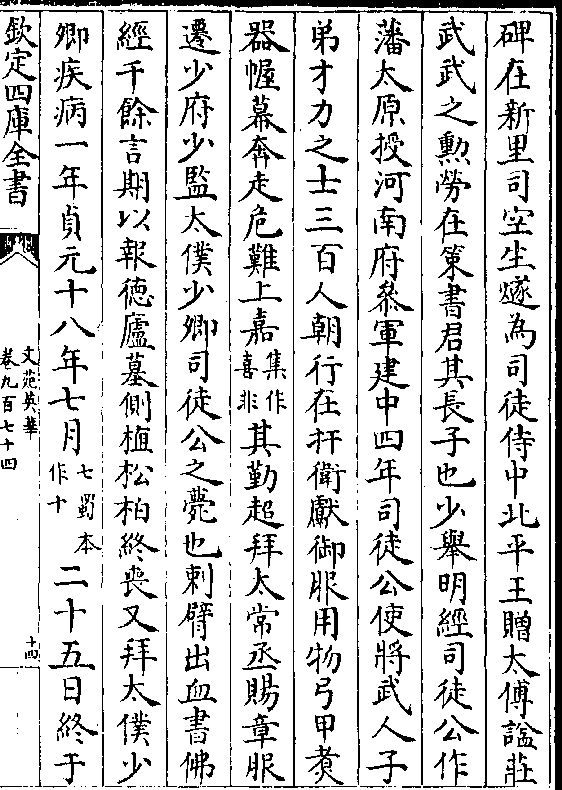 碑在新里司空生燧為司徒侍中北平王贈太傅諡莊
武武之勲勞在策書君其長子也少舉明經司徒公作
藩太原授河南府叅軍建中四年司徒公使將武人子
弟才力之士三百人朝行在扞衛獻御服用物弓甲煑
器幄幕奔走危難上嘉集作喜非其勤超拜太常丞賜章服
遷少府少監太僕少卿司徒公之薨也刺臂出血書佛
經千餘言期以報徳廬墓側植松柏終喪又拜太僕少
卿疾病一年貞元十八年七月七蜀本作十二十五日終于
欽定四庫全書
文苑英華
卷九百七十四
十四